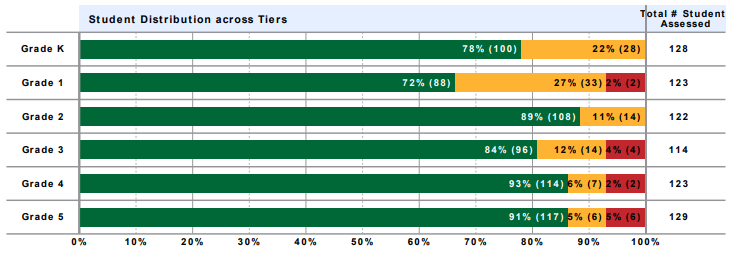 Student Distribution across Tiers
Total # Student
Assessed
Grade K 78% (100) 22% (28) 128
Grade 1 72% (88) 27% (33) 2% (2) 123
Grade 2 89% (108) 11% (14) 122
Grade 3 84% (96) 12% (14) 4% (4) 114
Grade 4 93% (114) 6% (7) 2% (2) 123
Grade 5 91% (117) 5% (6) 5% (6) 129
0% 10% 20% 30% 40% 50% 60% 70% 80% 90% 100%